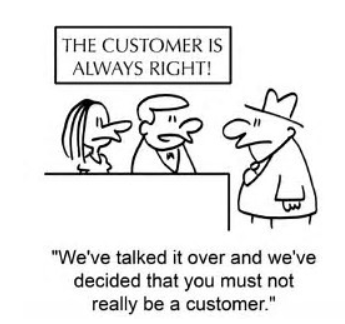 THE CUSTOMER IS
ALWAYS RIGHT!
"We've talked it over and we've
decided that you must not
really be a customer."